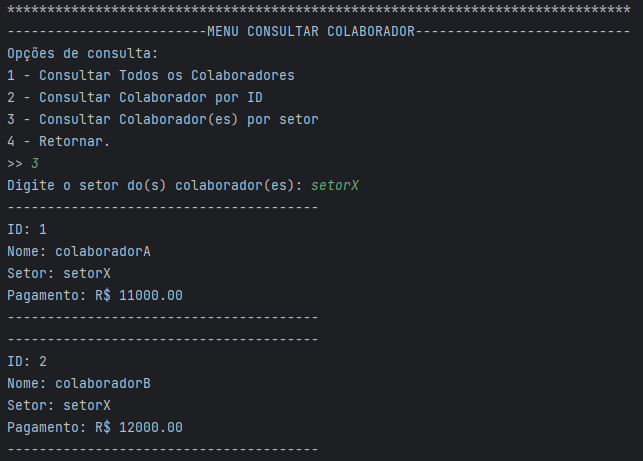 ******************************************************************************
-------------------------MENU CONSULTAR COLABORADOR---------------------------
Opções de consulta:
1 - Consultar Todos os Colaboradores
2 - Consultar Colaborador por ID
3 - Consultar Colaborador(es) por setor
4 - Retornar.
>> 3
Digite o setor do(s) colaborador(es): setorX
---------------------------------------
ID: 1
Nome: colaboradorA
Setor: setorX
Pagamento: R$ 11000.00
---------------------------------------
---------------------------------------
ID: 2
Nome: colaboradorB
Setor: setorX
Pagamento: R$ 12000.00
---------------------------------------